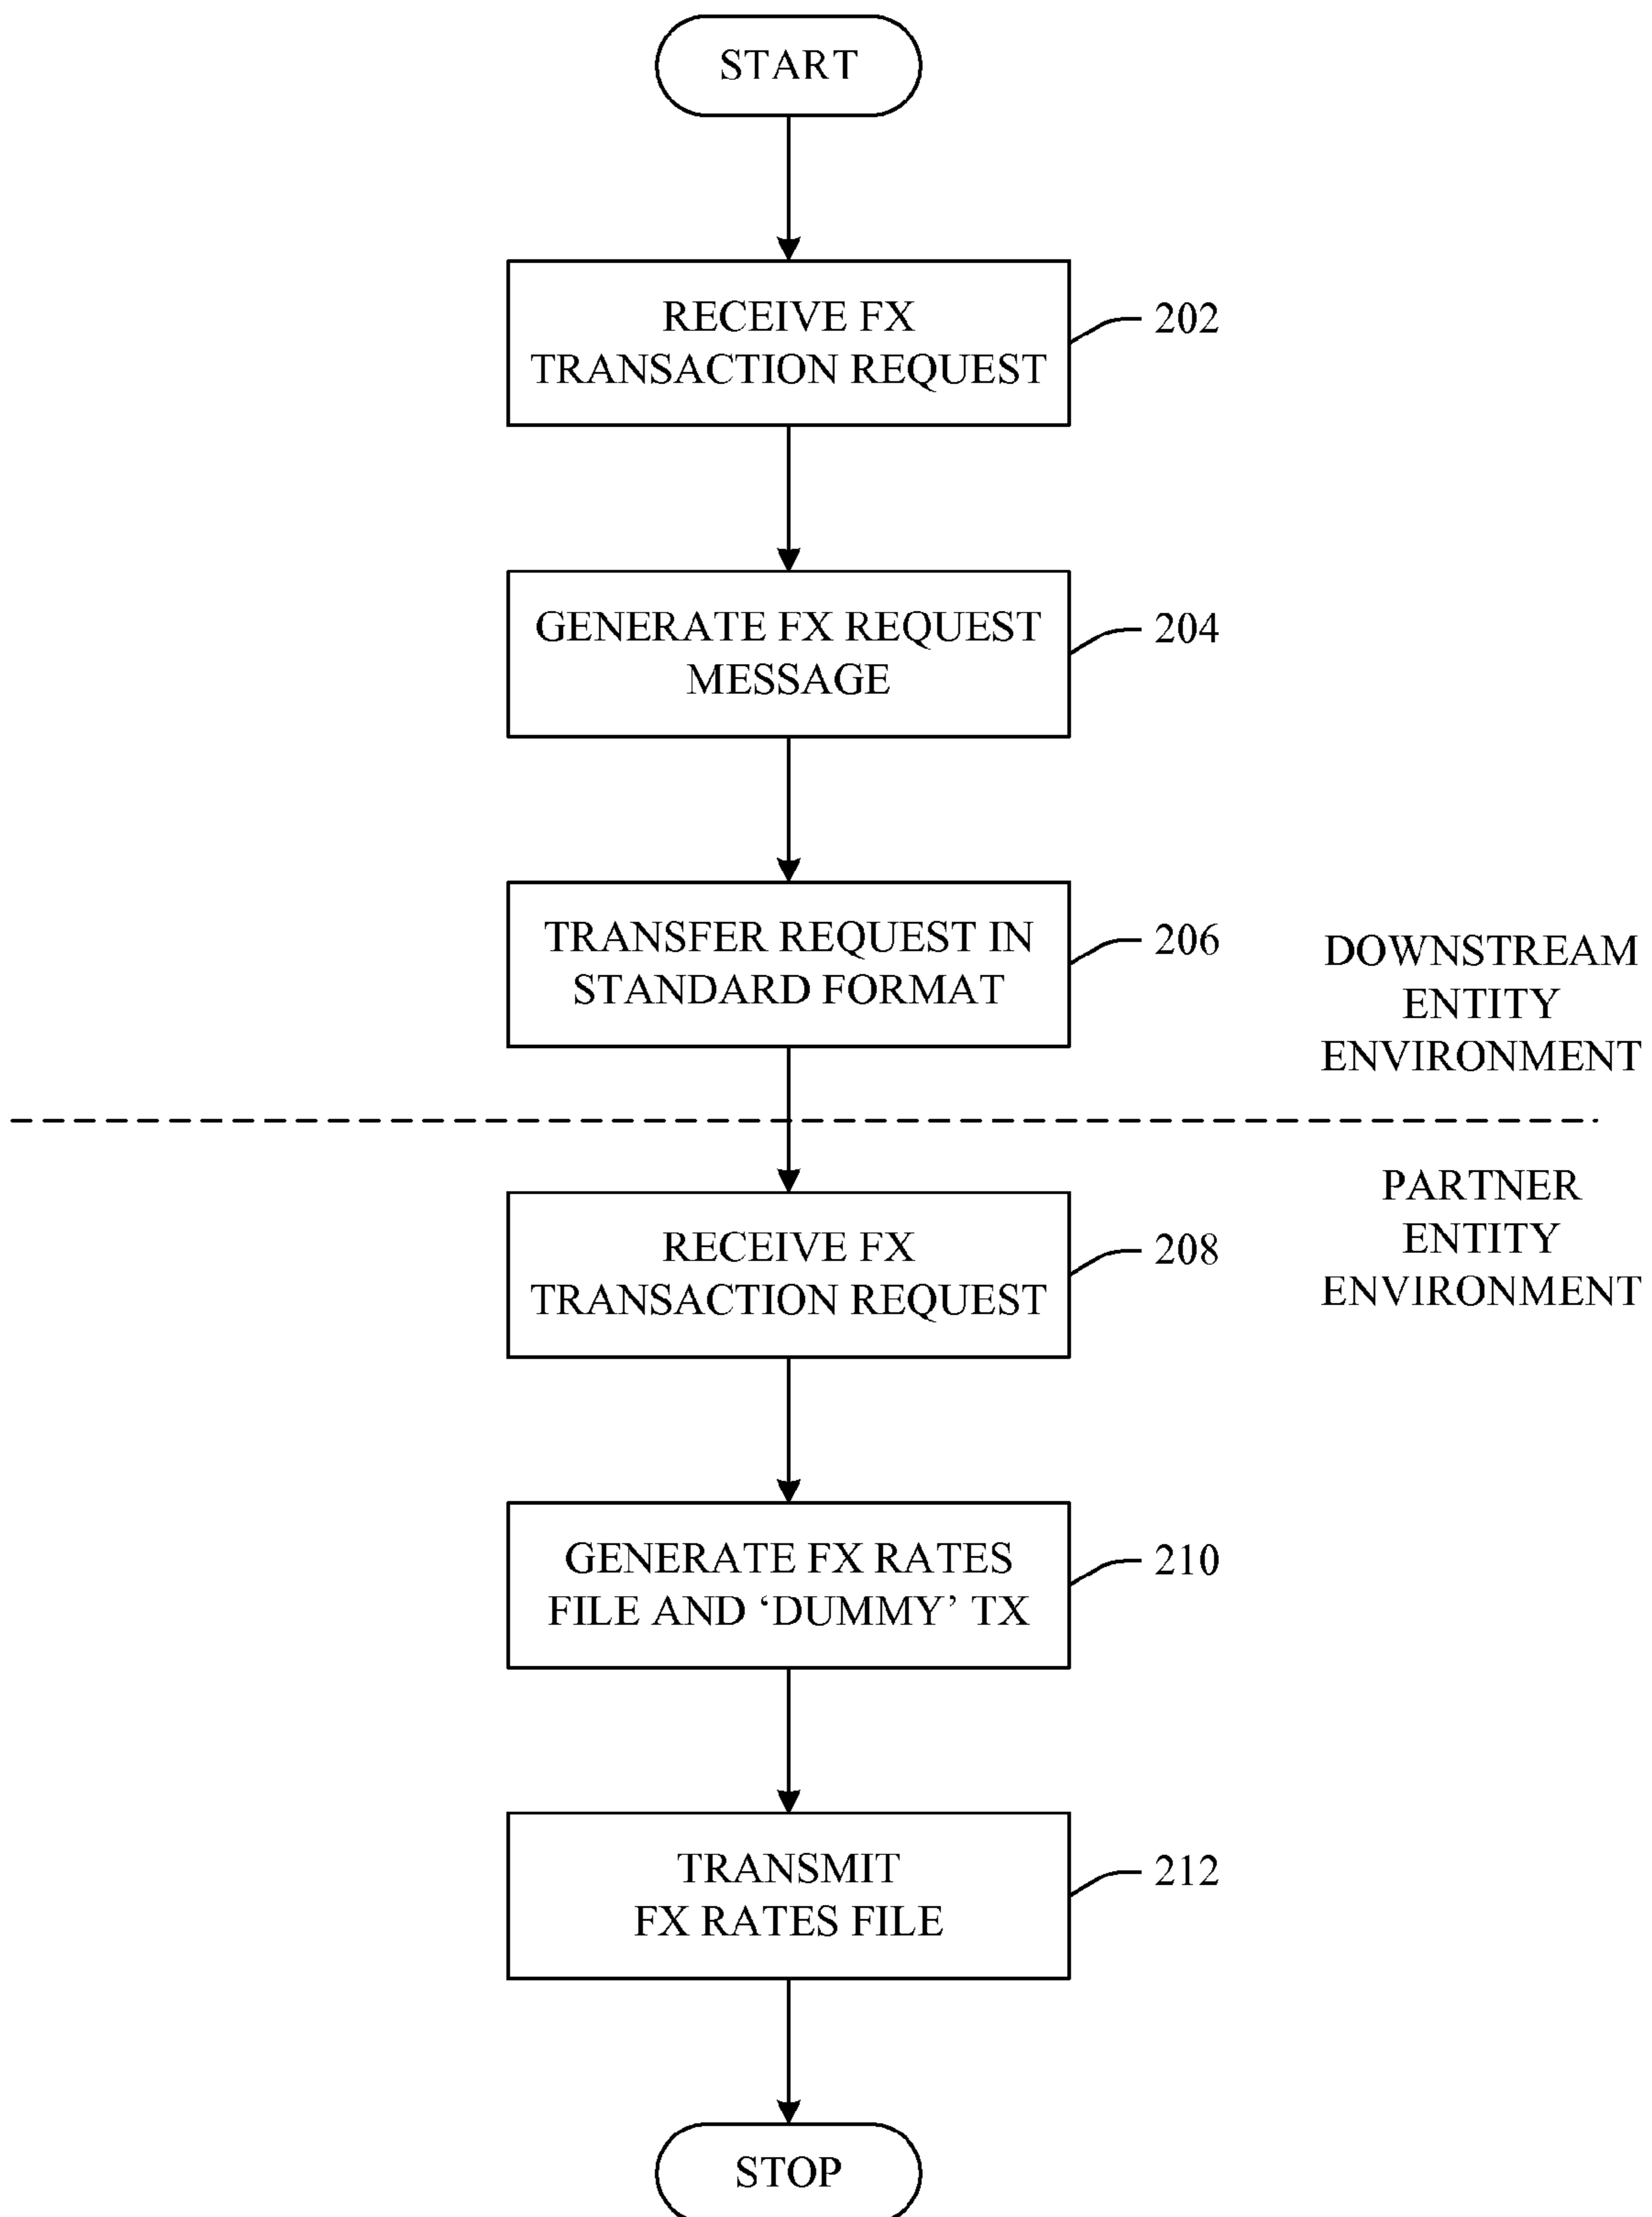 START
RECEIVE FX
TRANSACTION REQUEST
202
GENERATE FX REQUEST
MESSAGE
204
TRANSFER REQUEST IN
STANDARD FORMAT
206
DOWNSTREAM
ENTITY
ENVIRONMENT
PARTNER
ENTITY
ENVIRONMENT
RECEIVE FX
TRANSACTION REQUEST
208
GENERATE FX RATES
FILE AND ‘DUMMY’ TX
210
TRANSMIT
FX RATES FILE
212
STOP